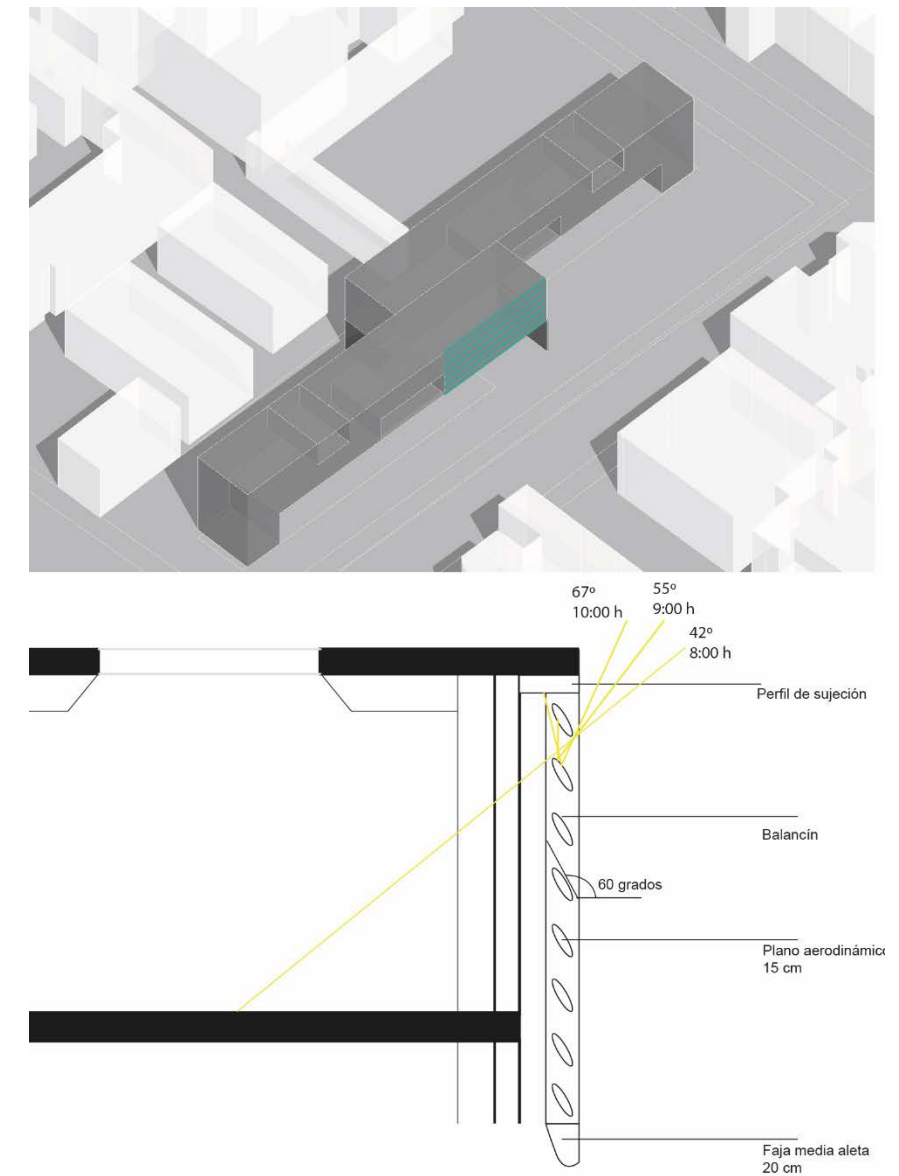 67º
10:00 h
55º
9:00 h
42º
8:00 h
Perfil de sujeción
Balancín
60 grados
Plano aerodinámico
15 cm
Faja media aleta
20 cm